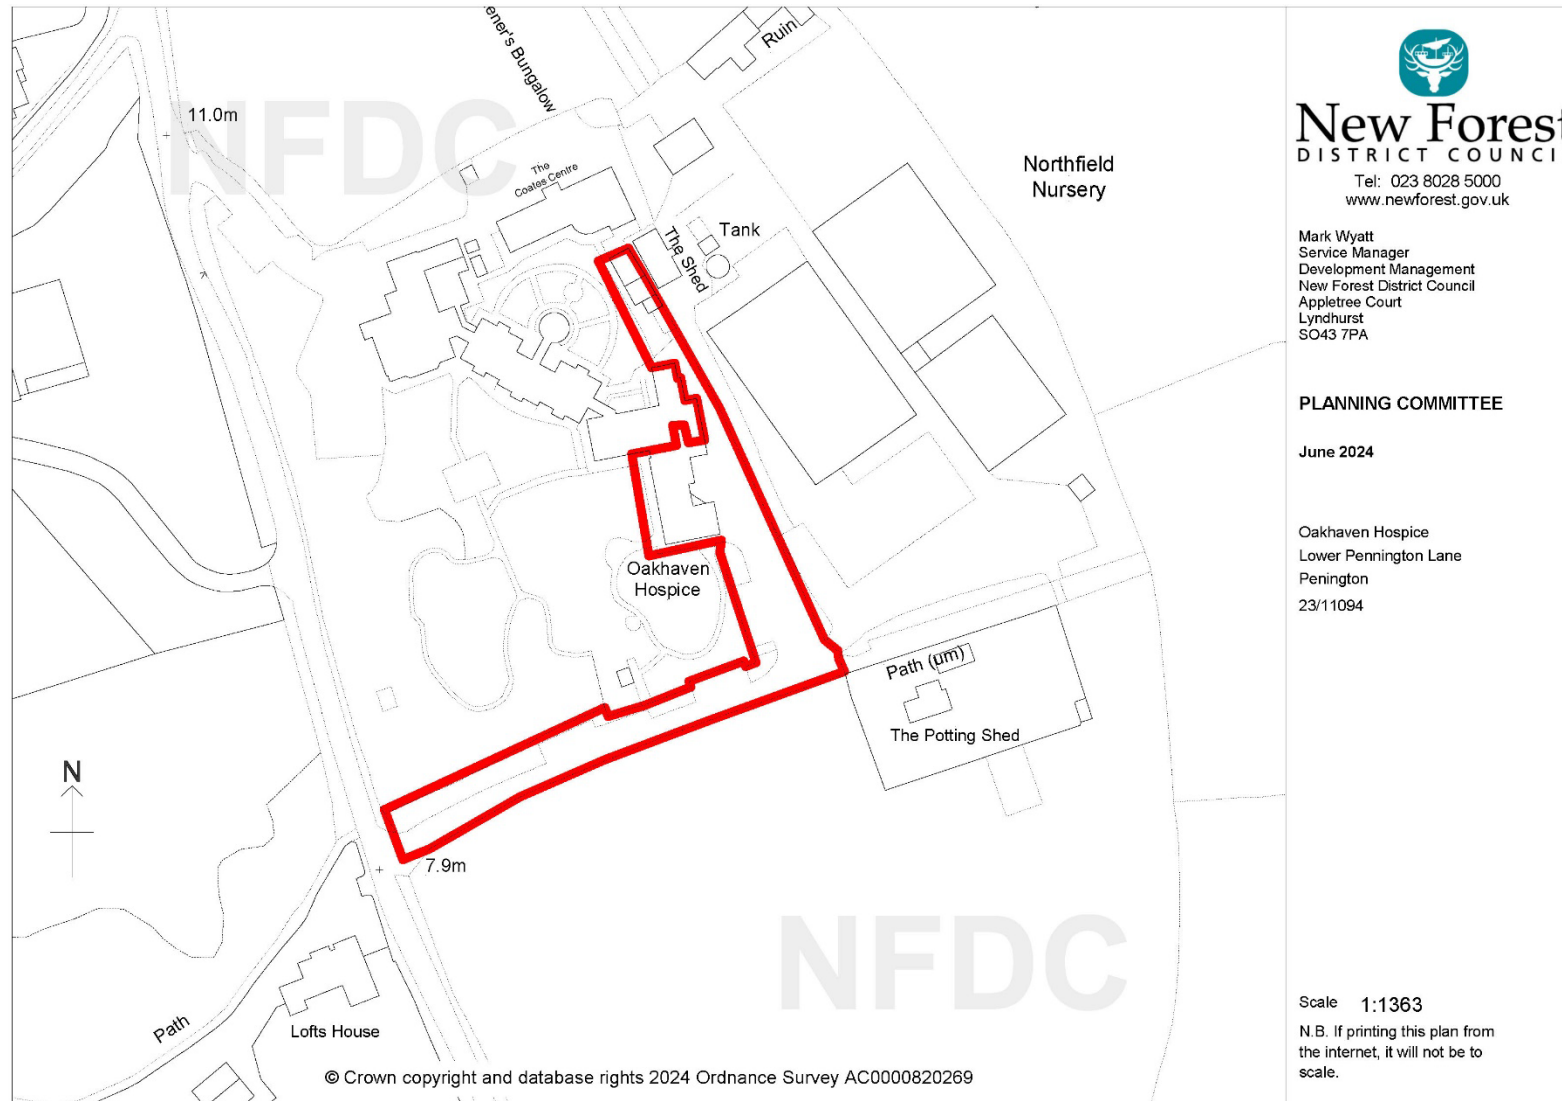 ener's Bungalow
Ruin
11.0m
NFDC
The
Coates Centre
Northfield
Nursery
Tank
The Shed
Oakhaven
Hospice
Path (um)
The Potting Shed
N
7.9m
NFDC
Path
Lofts House
© Crown copyright and database rights 2024 Ordnance Survey AC0000820269
New Forest
DISTRICT COUNCI
Tel: 023 8028 5000
www.newforest.gov.uk
Mark Wyatt
Service Manager
Development Management
New Forest District Council
Appletree Court
Lyndhurst
SO43 7PA
PLANNING COMMITTEE
June 2024
Oakhaven Hospice
Lower Pennington Lane
Penington
23/11094
Scale 1:1363
N.B. If printing this plan from
the internet, it will not be to
scale.